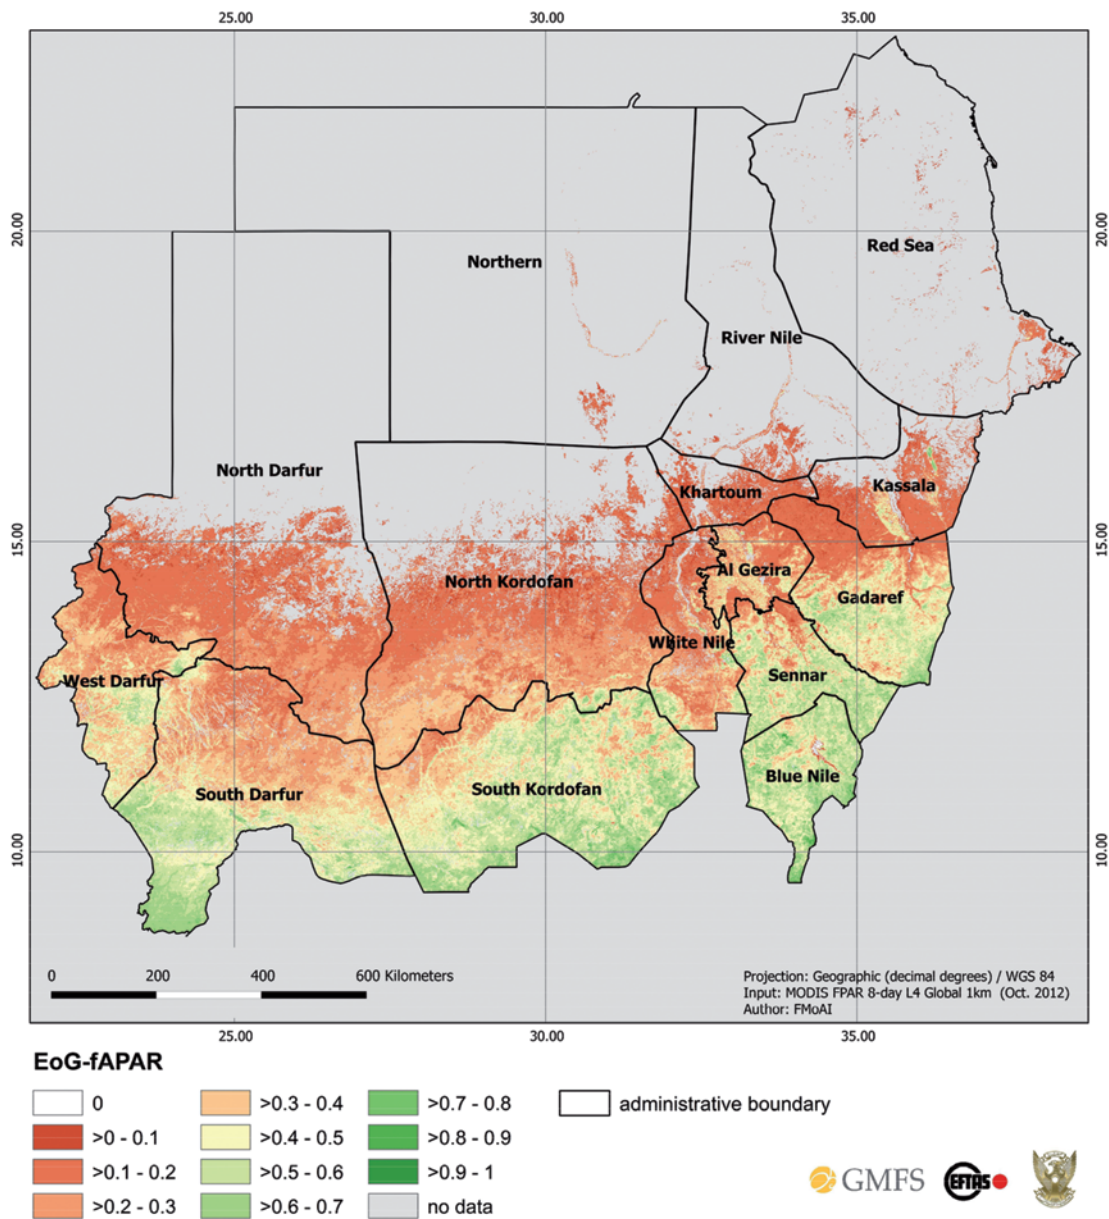 25.00 30.00 35.00
20.00 20.00
Red Sea
Northern
River Nile
North Darfur
Khartoum
Kassala
15.00 15.00
Al Gezira
North Kordofan
Gadaref
White Nile
Sennar
West Darfur
Blue Nile
South Kordofan
South Darfur
10.00 10.00
0 200 400 600 Kilometers
Projection: Geographic (decimal degrees) / WGS 84
Input: MODIS FPAR 8-day L4 Global 1km (Oct. 2012)
Author: FMoAI
25.00 30.00 35.00
EoG-fAPAR
0
>0 - 0.1
>0.1 - 0.2
>0.2 - 0.3
>0.3 - 0.4
>0.4 - 0.5
>0.5 - 0.6
>0.6 - 0.7
>0.7 - 0.8
>0.8 - 0.9
>0.9 - 1
no data
administrative boundary
GMFS
EFTAS